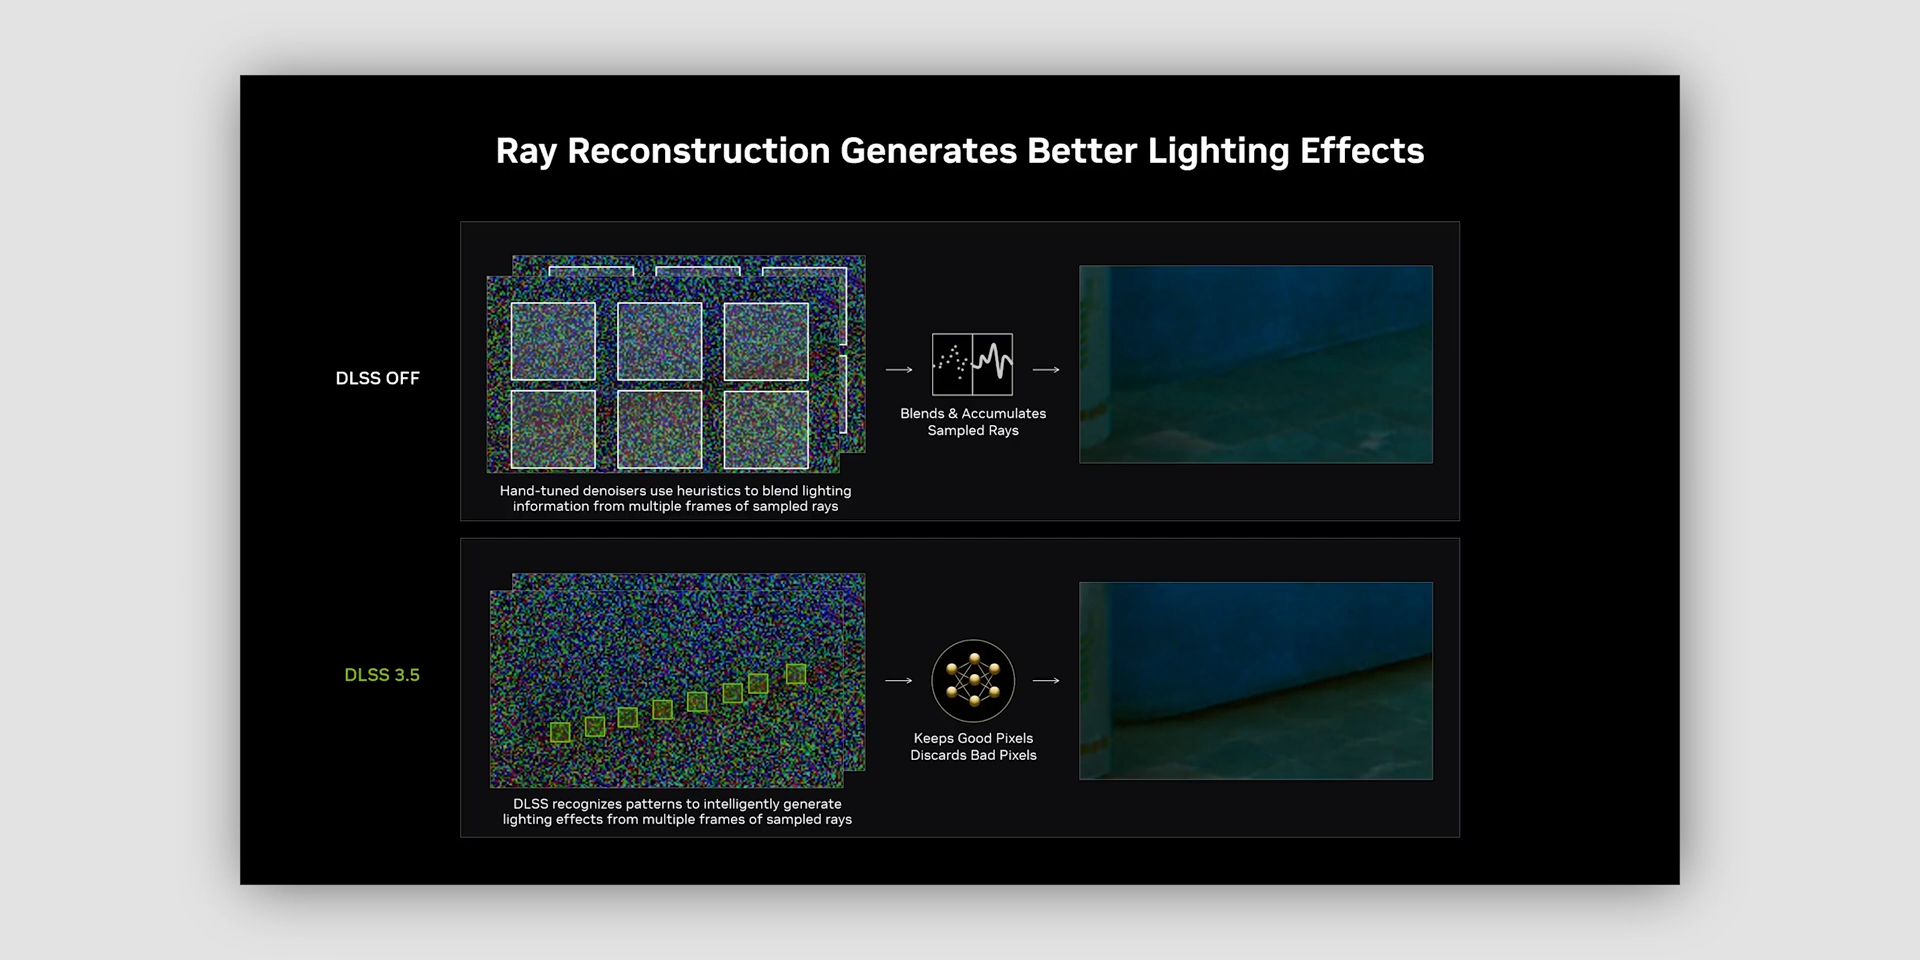 Ray Reconstruction Generates Better Lighting Effects
DLSS OFF
Blends & Accumulates
Sampled Rays
Hand-tuned denoisers use heuristics to blend lighting
information from multiple frames of sampled rays
DLSS 3.5
Keeps Good Pixels
Discards Bad Pixels
DLSS recognizes patterns to intelligently generate
lighting effects from multiple frames of sampled rays